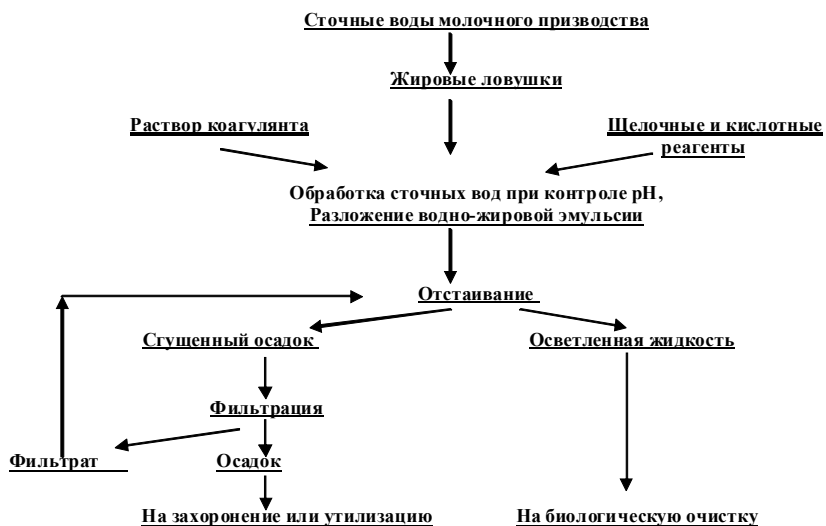 Сточные воды молочного призводства
Жировые ловушки
Раствор коагулянта
Щелочные и кислотные
реагенты
Обработка сточных вод при контроле pH,
Разложение водно-жировой эмульсии
Отстаивание
Сгущенный осадок
Осветленная жидкость
Фильтрация
Фильтрат
Осадок
На захоронение или утилизацию
На биологическую очистку